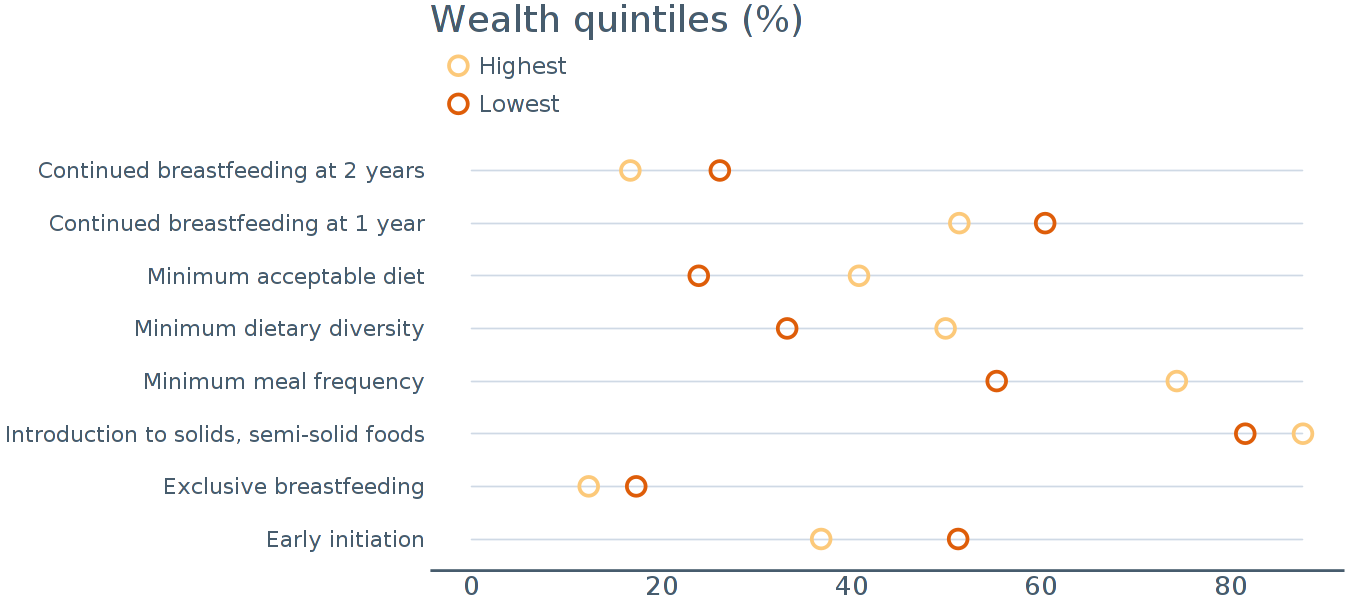 Wealth quintiles (%)
Highest
Lowest
Continued breastfeeding at 2 years
Continued breastfeeding at 1 year
Minimum acceptable diet
Minimum dietary diversity
Minimum meal frequency
Introduction to solids, semi-solid foods
Exclusive breastfeeding
Early initiation
0 20 40 60 80